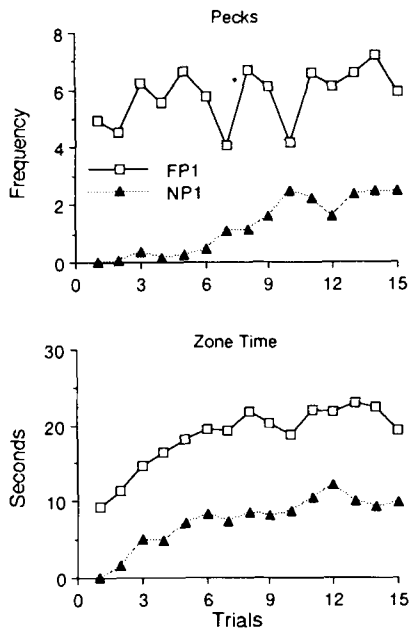 Pecks
8
6
4
2
0
Frequency
FP1
NP1
0 3 6 9 12 15
Zone Time
30
20
10
0
Seconds
0 3 6 9 12 15
Trials